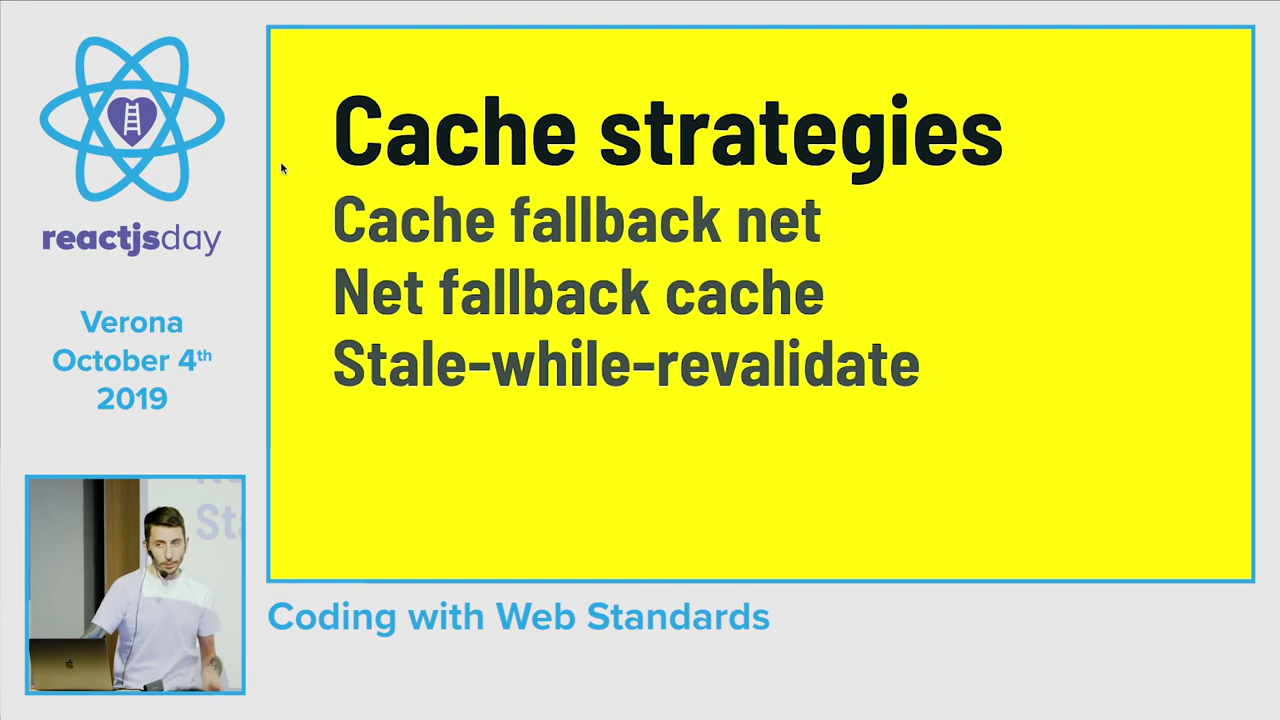 reactjsday
Verona
October 4th
2019
Cache strategies
Cache fallback net
Net fallback cache
Stale-while-revalidate
Coding with Web Standards